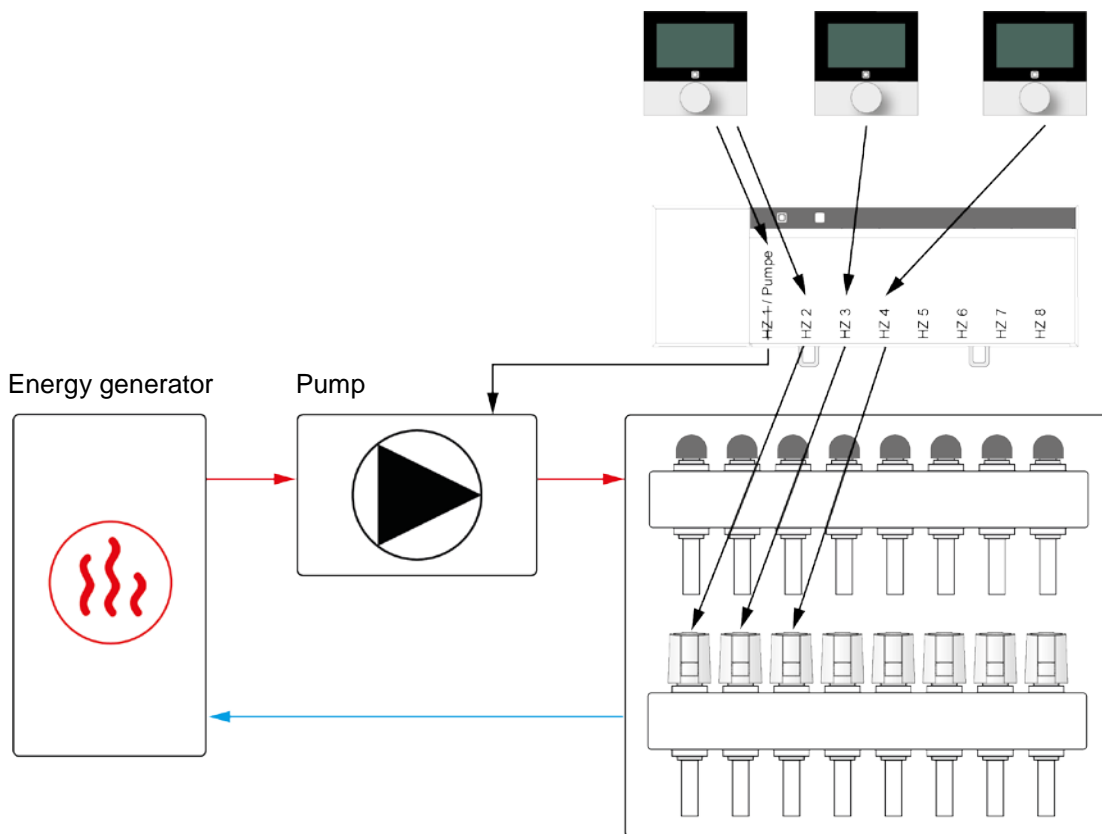 HZ 1 / Pumpe
HZ 2
HZ 3
HZ 4
HZ 5
HZ 6
HZ 7
HZ 8
Energy generator
Pump